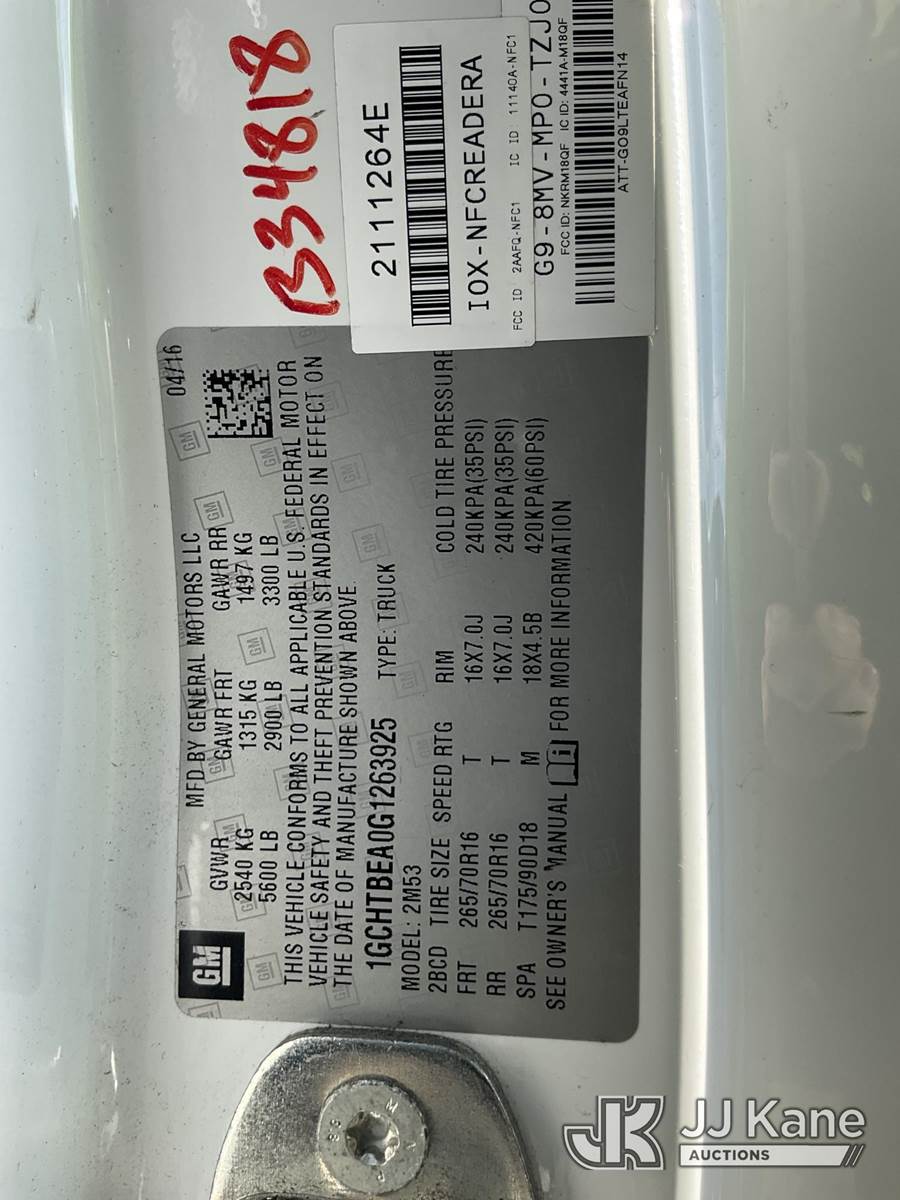 GM
MFD BY GENERAL MOTORS LLC 04/16
GVWR GAWR FRT GAWR RR
2540 KG 1315 KG 1497 KG
5600 LB 2900 LB 3300 LB
THIS VEHICLE CONFORMS TO ALL APPLICABLE U.S. FEDERAL MOTOR
VEHICLE SAFETY AND THEFT PREVENTION STANDARDS IN EFFECT ON
THE DATE OF MANUFACTURE SHOWN ABOVE.
1GCHTBEA0G1263925 TYPE: TRUCK
MODEL: 2M53
2BCD TIRE SIZE SPEED RTG RIM COLD TIRE PRESSURE
FRT 265/70R16 T 16X7.0J 240KPA(35PSI)
RR 265/70R16 T 16X7.0J 240KPA(35PSI)
SPA T175/90D18 M 18X4.5B 420KPA(60PSI)
SEE OWNER'S MANUAL i FOR MORE INFORMATION
B34818
2111264E
IOX-NFCREADERA
FCC ID 2AAFQ-NFC1 IC ID 11140A-NFC1
G9-8MV-MPO-TZJ0
FCC ID: NKRM18QF IC ID: 4441A-M18QF
ATT-GO9LTEAFN14
8.8
M
JK JJ Kane
AUCTIONS